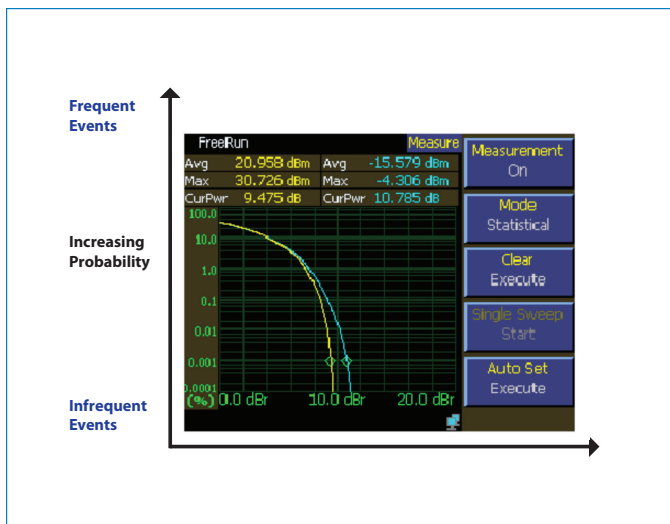 Frequent
Events
Increasing
Probability
Infrequent
Events
FreeRun Measure
Avg 20.958 dBm Avg -15.579 dBm
Max 30.726 dBm Max -4.306 dBm
CurPwr 9.475 dB CurPwr 10.785 dB
100.0
10.0
1.0
0.1
0.01
0.001
0.0001
(%) 0.0 dBr 10.0 dBr 20.0 dBr
Measurement
On
Mode
Statistical
Clear
Execute
Single Sweep
Start
Auto Set
Execute